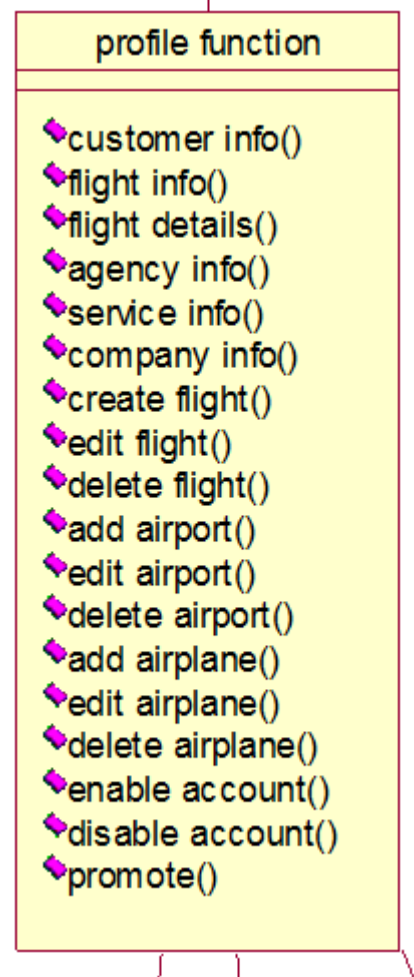 profile function
customer info()
flight info()
flight details()
agency info()
service info()
company info()
create flight()
edit flight()
delete flight()
add airport()
edit airport()
delete airport()
add airplane()
edit airplane()
delete airplane()
enable account()
disable account()
promote()